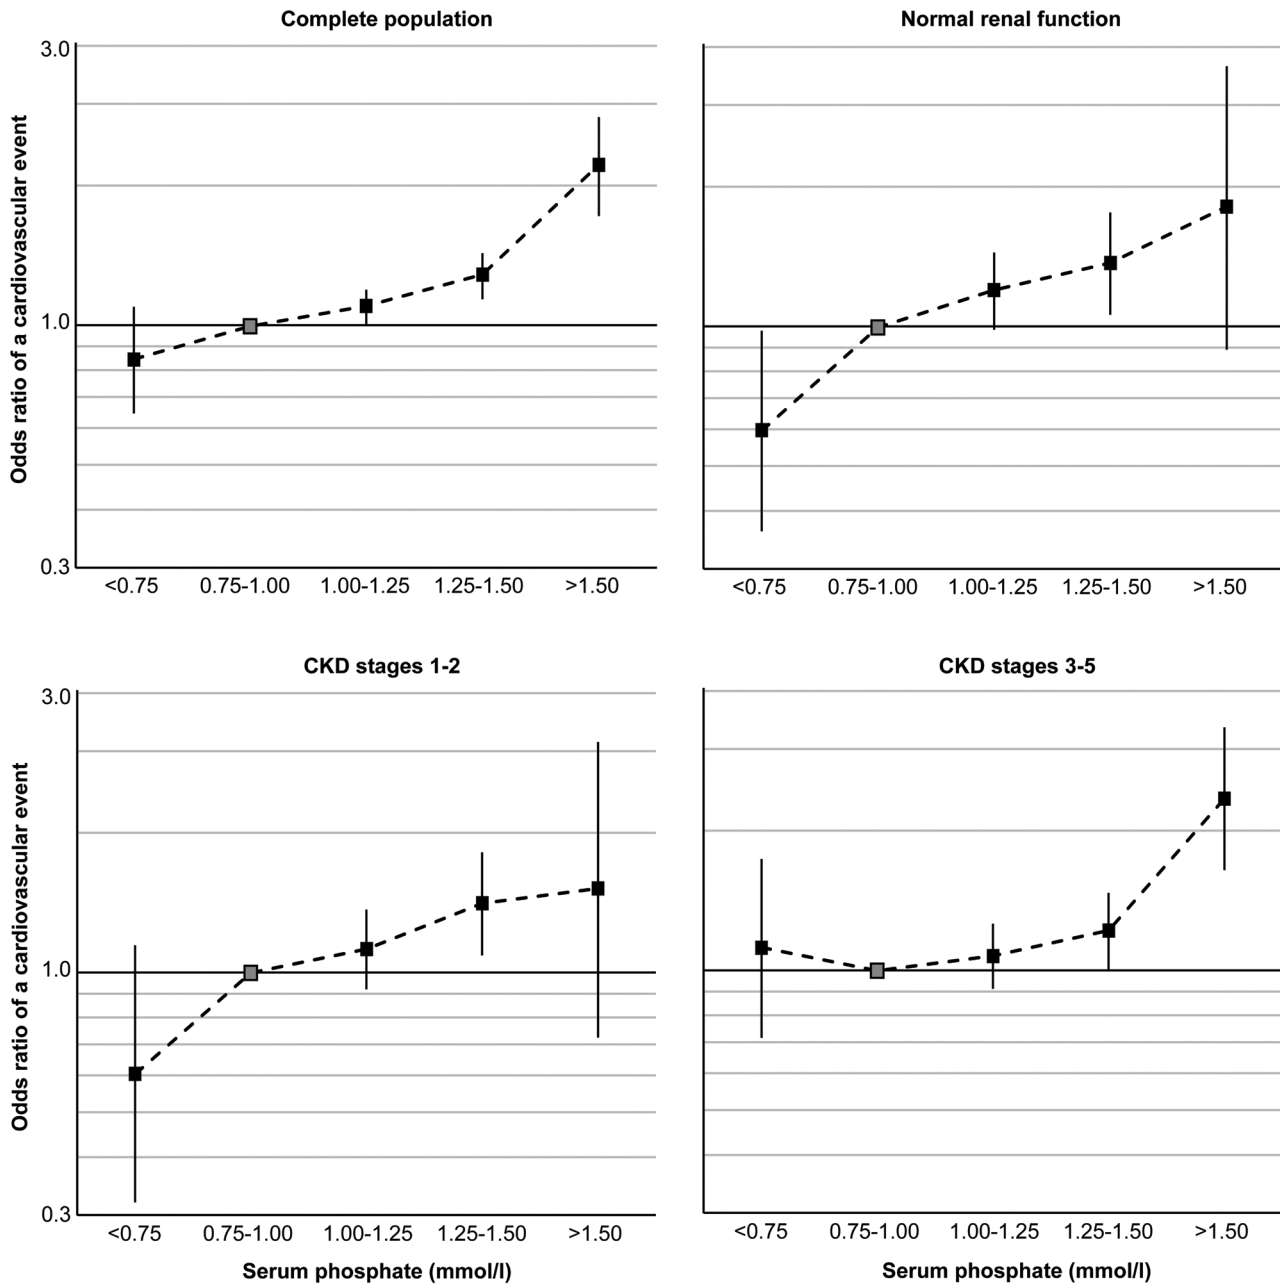 Complete population
Normal renal function
Odds ratio of a cardiovascular event
3.0
1.0
0.3
<0.75 0.75-1.00 1.00-1.25 1.25-1.50 >1.50
<0.75 0.75-1.00 1.00-1.25 1.25-1.50 >1.50
CKD stages 1-2
CKD stages 3-5
Odds ratio of a cardiovascular event
3.0
1.0
0.3
<0.75 0.75-1.00 1.00-1.25 1.25-1.50 >1.50
<0.75 0.75-1.00 1.00-1.25 1.25-1.50 >1.50
Serum phosphate (mmol/l)
Serum phosphate (mmol/l)